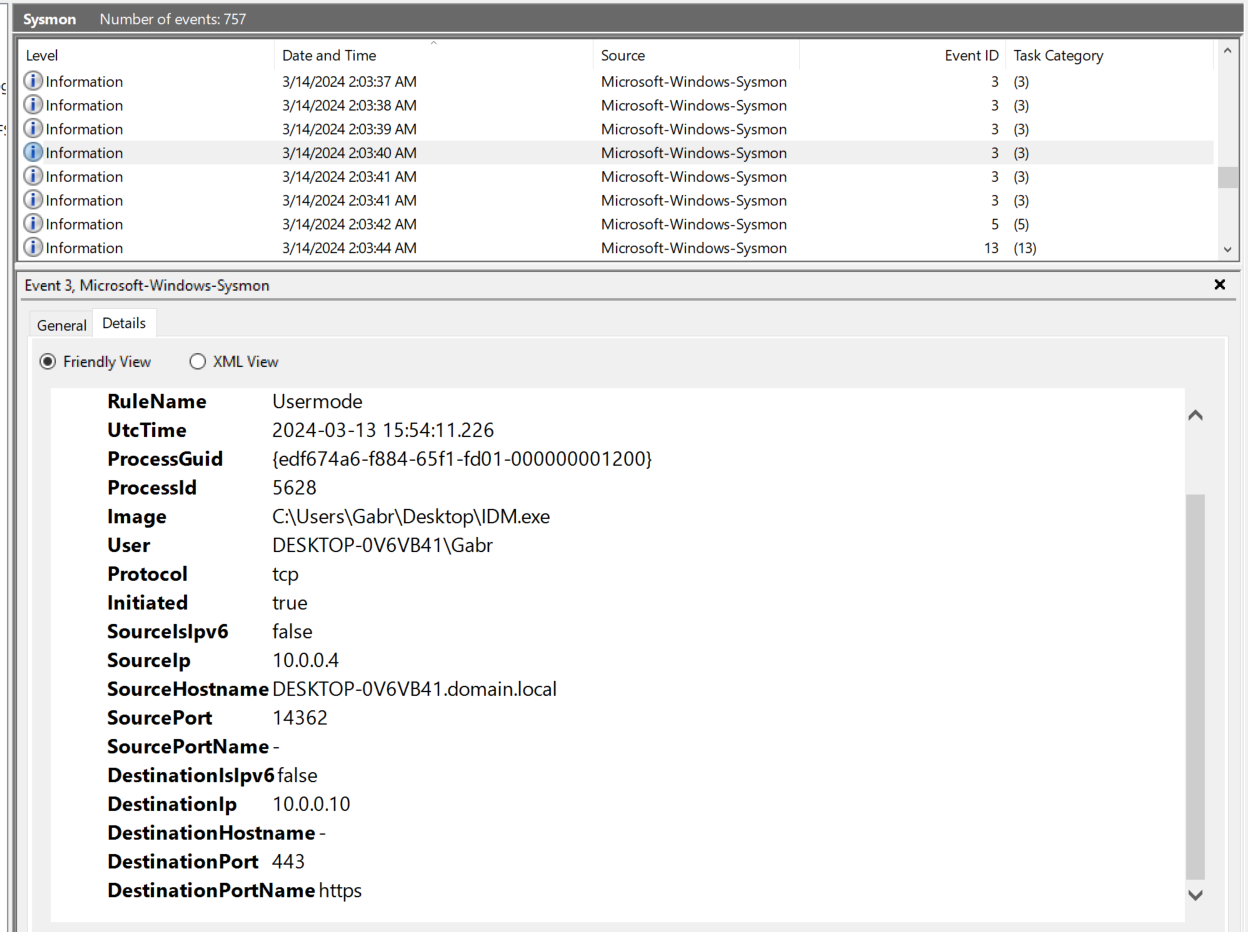 Sysmon Number of events: 757
Level Date and Time Source Event ID Task Category
Information 3/14/2024 2:03:37 AM Microsoft-Windows-Sysmon 3 (3)
Information 3/14/2024 2:03:38 AM Microsoft-Windows-Sysmon 3 (3)
Information 3/14/2024 2:03:39 AM Microsoft-Windows-Sysmon 3 (3)
Information 3/14/2024 2:03:40 AM Microsoft-Windows-Sysmon 3 (3)
Information 3/14/2024 2:03:41 AM Microsoft-Windows-Sysmon 3 (3)
Information 3/14/2024 2:03:41 AM Microsoft-Windows-Sysmon 3 (3)
Information 3/14/2024 2:03:42 AM Microsoft-Windows-Sysmon 5 (5)
Information 3/14/2024 2:03:44 AM Microsoft-Windows-Sysmon 13 (13)
Event 3, Microsoft-Windows-Sysmon
General Details
Friendly View XML View
RuleName Usermode
UtcTime 2024-03-13 15:54:11.226
ProcessGuid {edf674a6-f884-65f1-fd01-000000001200}
ProcessId 5628
Image C:\Users\Gabr\Desktop\IDM.exe
User DESKTOP-0V6VB41\Gabr
Protocol tcp
Initiated true
SourceIsIpv6 false
SourceIp 10.0.0.4
SourceHostname DESKTOP-0V6VB41.domain.local
SourcePort 14362
SourcePortName -
DestinationIsIpv6 false
DestinationIp 10.0.0.10
DestinationHostname -
DestinationPort 443
DestinationPortName https